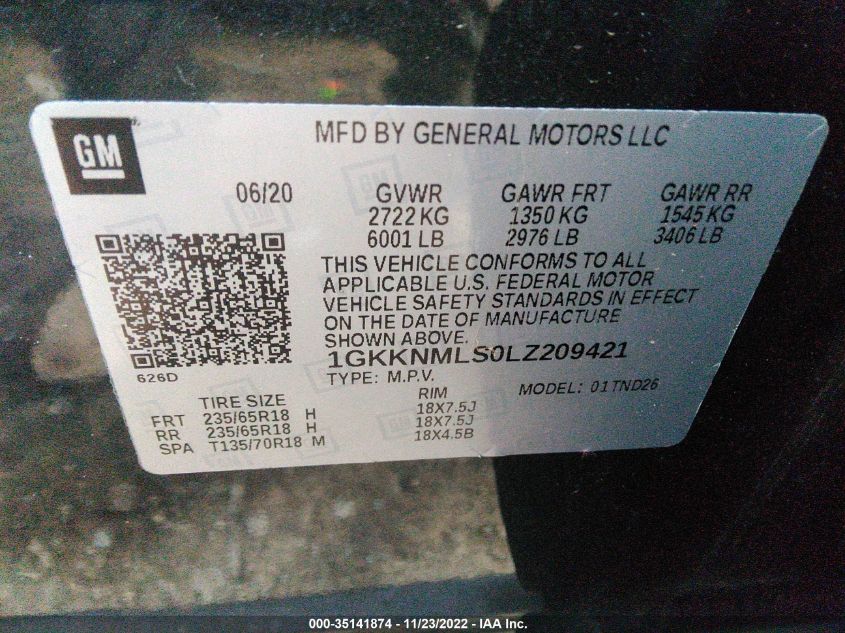 GM
MFD BY GENERAL MOTORS LLC
06/20 GVWR GAWR FRT GAWR RR
2722 KG 1350 KG 1545 KG
6001 LB 2976 LB 3406 LB
THIS VEHICLE CONFORMS TO ALL
APPLICABLE U.S. FEDERAL MOTOR
VEHICLE SAFETY STANDARDS IN EFFECT
ON THE DATE OF MANUFACTURE
SHOWN ABOVE.
1GKKNMLS0LZ209421
626D
TYPE: M.P.V. MODEL: 01TND26
TIRE SIZE RIM
FRT 235/65R18 H 18X7.5J
RR 235/65R18 H 18X7.5J
SPA T135/70R18 M 18X4.5B
000-35141874 - 11/23/2022 - IAA Inc.